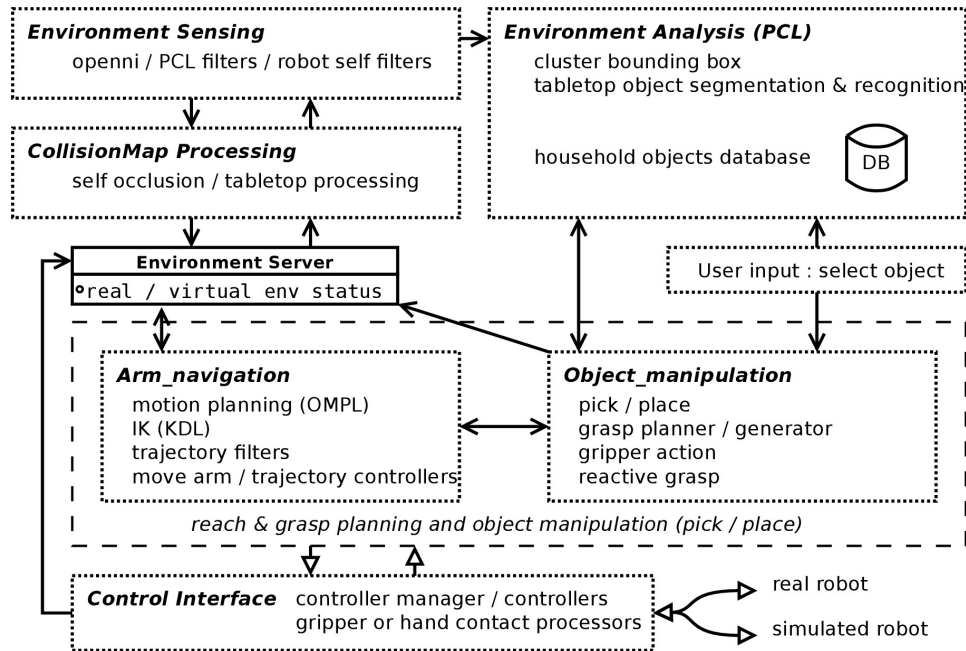 Environment Sensing
openni / PCL filters / robot self filters
Environment Analysis (PCL)
cluster bounding box
tabletop object segmentation & recognition
household objects database
DB
CollisionMap Processing
self occlusion / tabletop processing
Environment Server
real / virtual env status
User input : select object
Arm_navigation
motion planning (OMPL)
IK (KDL)
trajectory filters
move arm / trajectory controllers
Object_manipulation
pick / place
grasp planner / generator
gripper action
reactive grasp
reach & grasp planning and object manipulation (pick / place)
Control Interface controller manager / controllers
gripper or hand contact processors
real robot
simulated robot